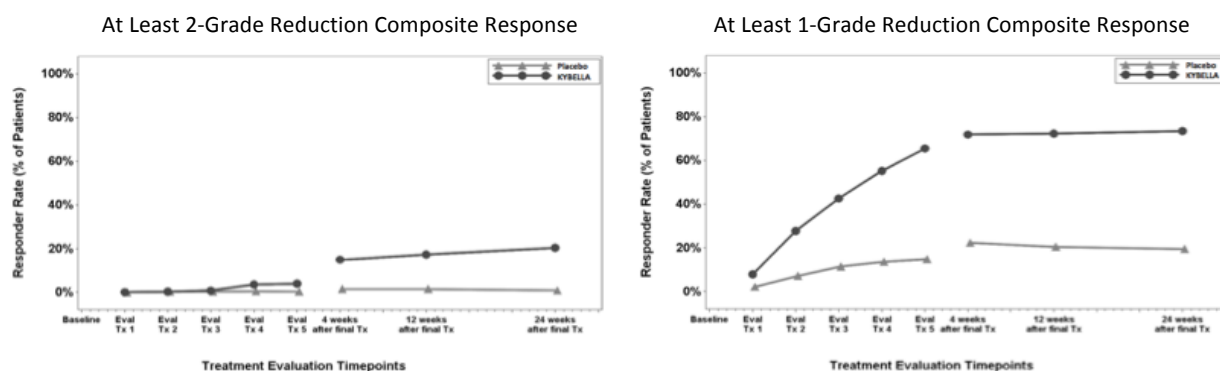 At Least 2-Grade Reduction Composite Response
Placebo
KYBELLA
Responder Rate (% of Patients)
100%
80%
60%
40%
20%
0%
Baseline
Eval Tx 1
Eval Tx 2
Eval Tx 3
Eval Tx 4
Eval Tx 5
4 weeks after final Tx
12 weeks after final Tx
24 weeks after final Tx
Treatment Evaluation Timepoints
At Least 1-Grade Reduction Composite Response
Placebo
KYBELLA
Responder Rate (% of Patients)
100%
80%
60%
40%
20%
0%
Baseline
Eval Tx 1
Eval Tx 2
Eval Tx 3
Eval Tx 4
Eval Tx 5
4 weeks after final Tx
12 weeks after final Tx
24 weeks after final Tx
Treatment Evaluation Timepoints